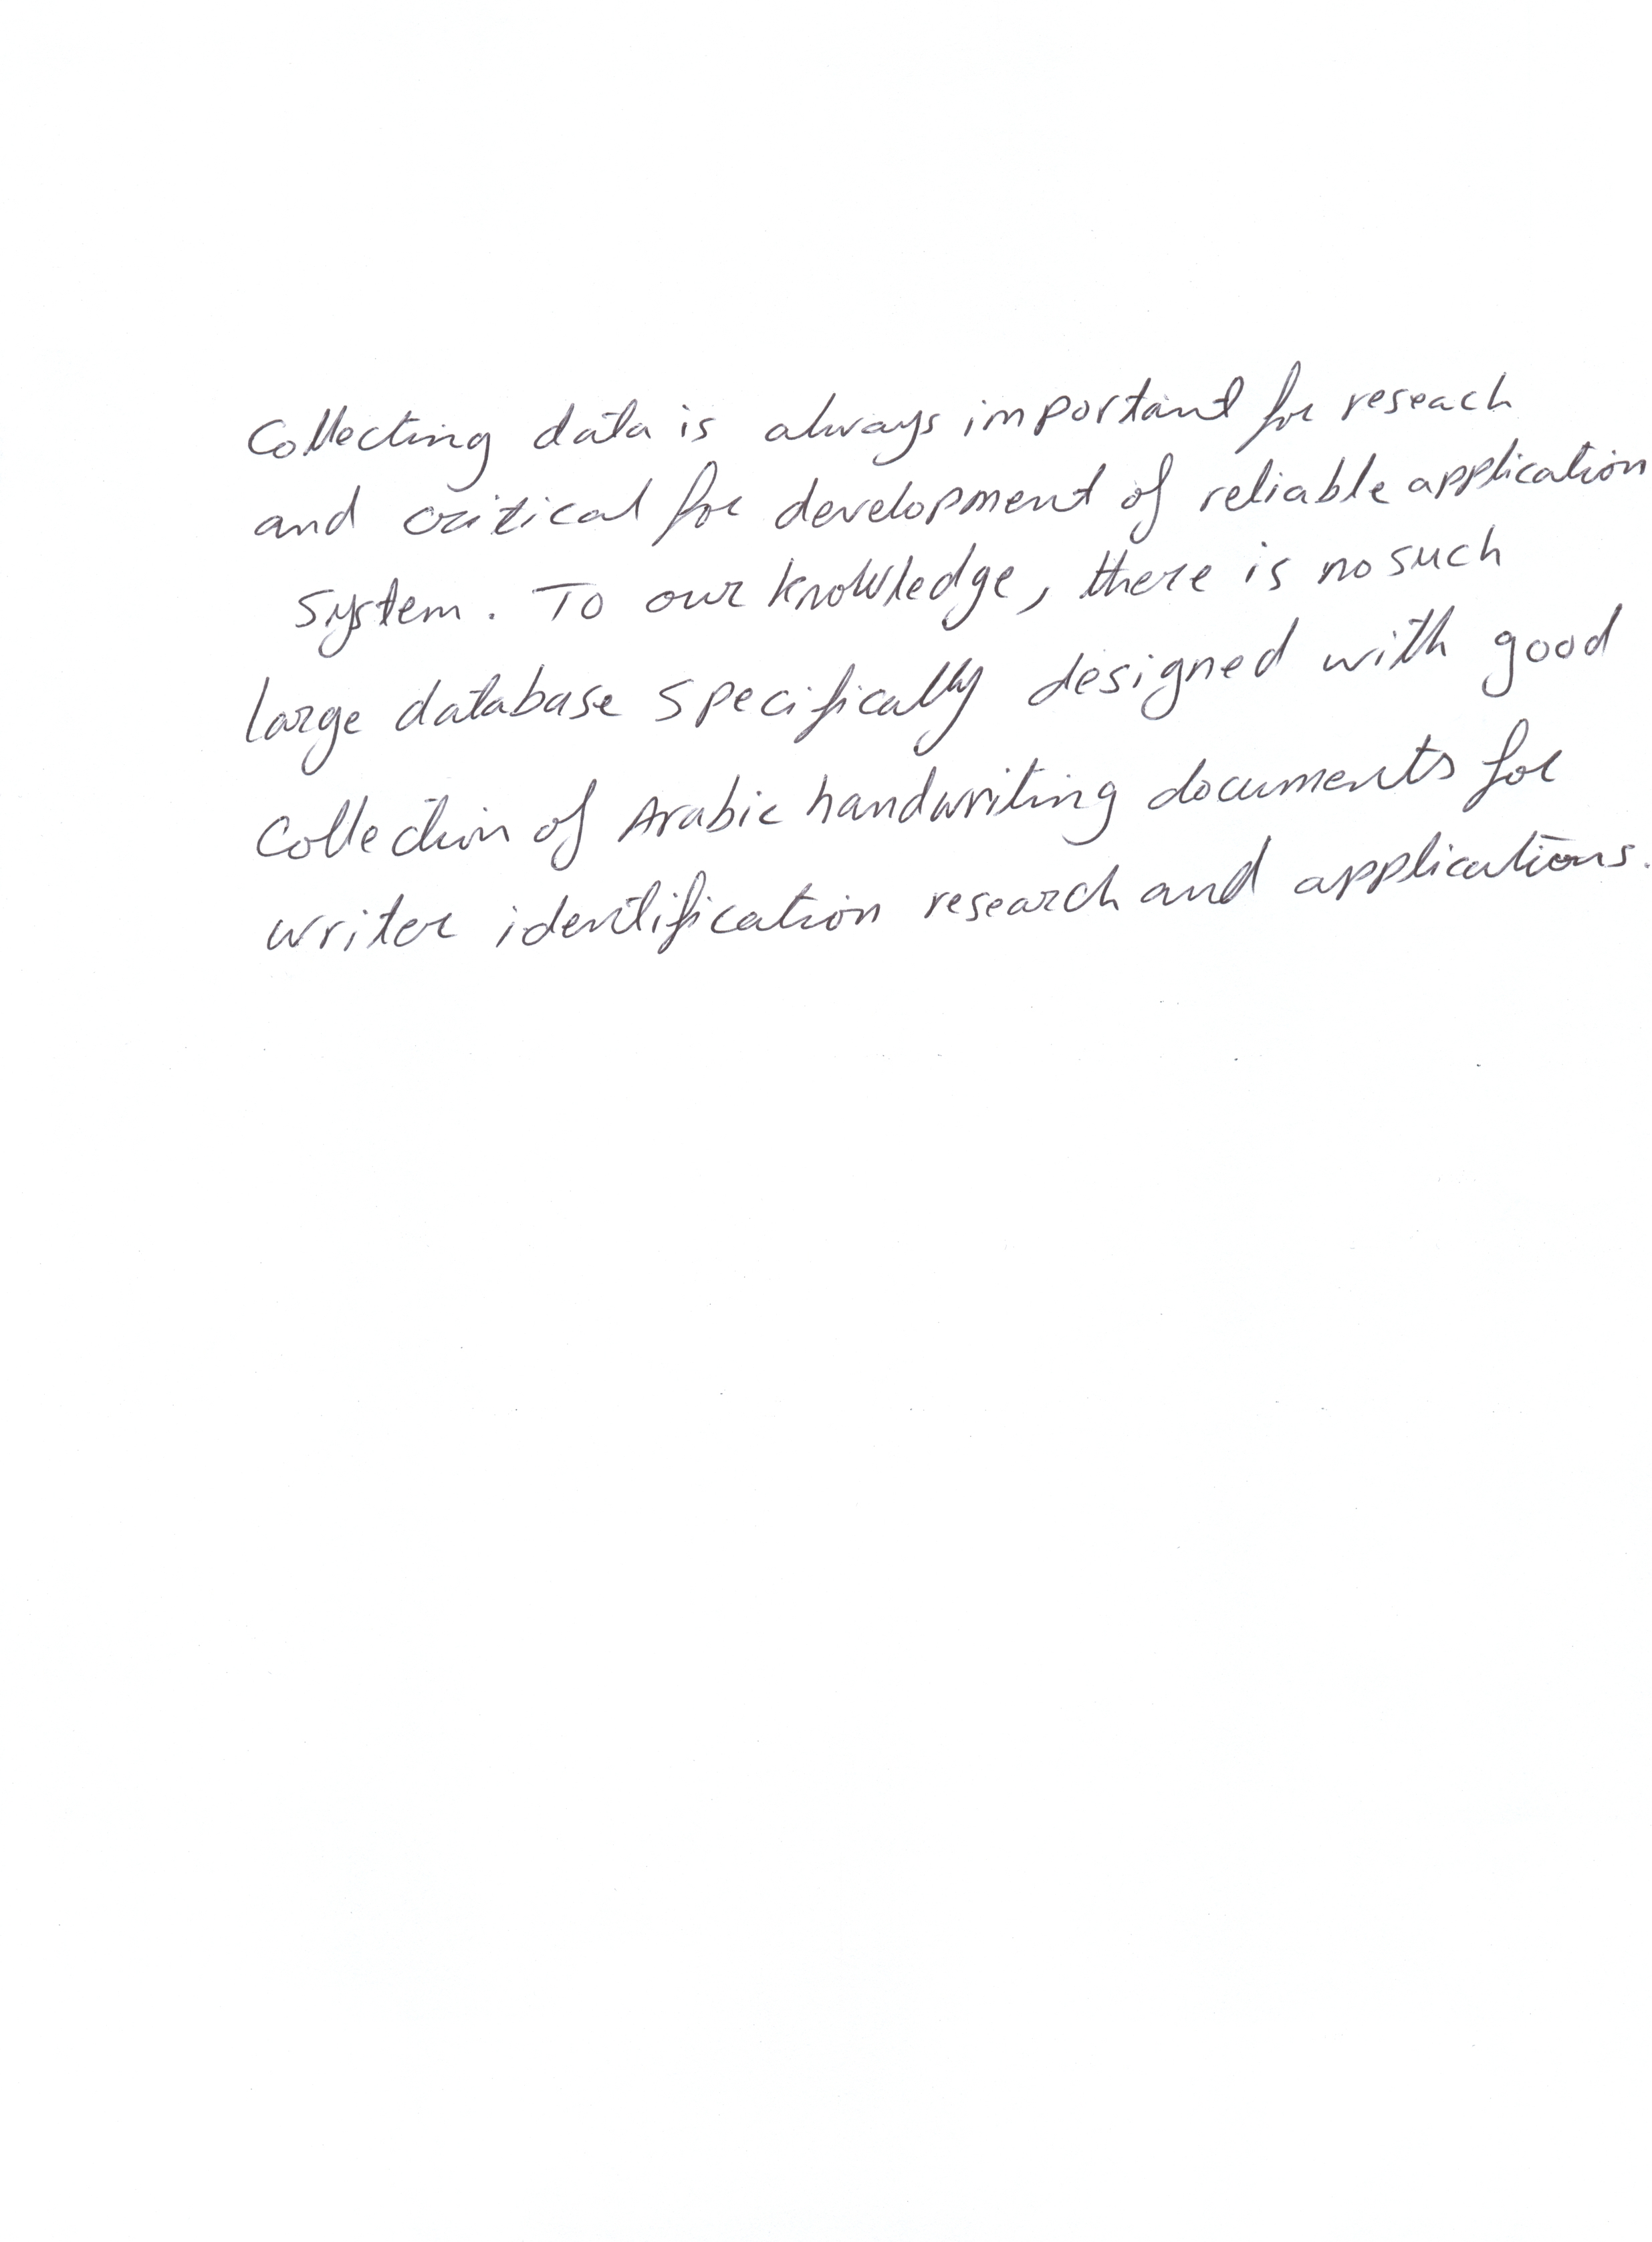 Collecting data is always important for reseach
and critical for development of reliable application
system. To our knowledge, there is no such
large database specifically designed with good
Collection of Arabic handwriting documents for
writer identification research and applications.